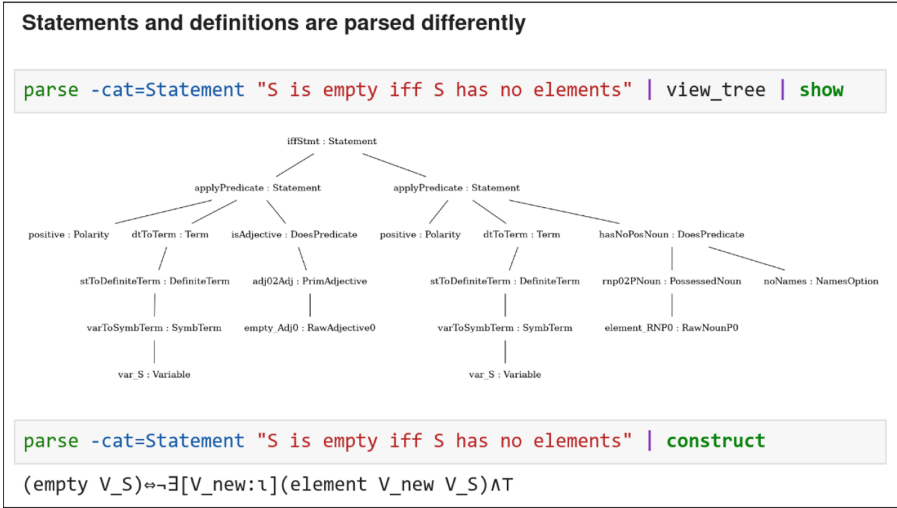 Statements and definitions are parsed differently
parse -cat=Statement "S is empty iff S has no elements" | view_tree | show
iffStmt : Statement
applyPredicate : Statement applyPredicate : Statement
positive : Polarity dtToTerm : Term isAdjective : DoesPredicate positive : Polarity dtToTerm : Term hasNoPosNoun : DoesPredicate
stToDefiniteTerm : DefiniteTerm adj02Adj : PrimAdjective stToDefiniteTerm : DefiniteTerm rnp02PNoun : PossessedNoun noNames : NamesOption
varToSymbTerm : SymbTerm empty_Adj0 : RawAdjective0 varToSymbTerm : SymbTerm element_RNP0 : RawNounP0
var_S : Variable var_S : Variable
parse -cat=Statement "S is empty iff S has no elements" | construct
(empty V_S)⇔¬∃[V_new:ι](element V_new V_S)∧⊤